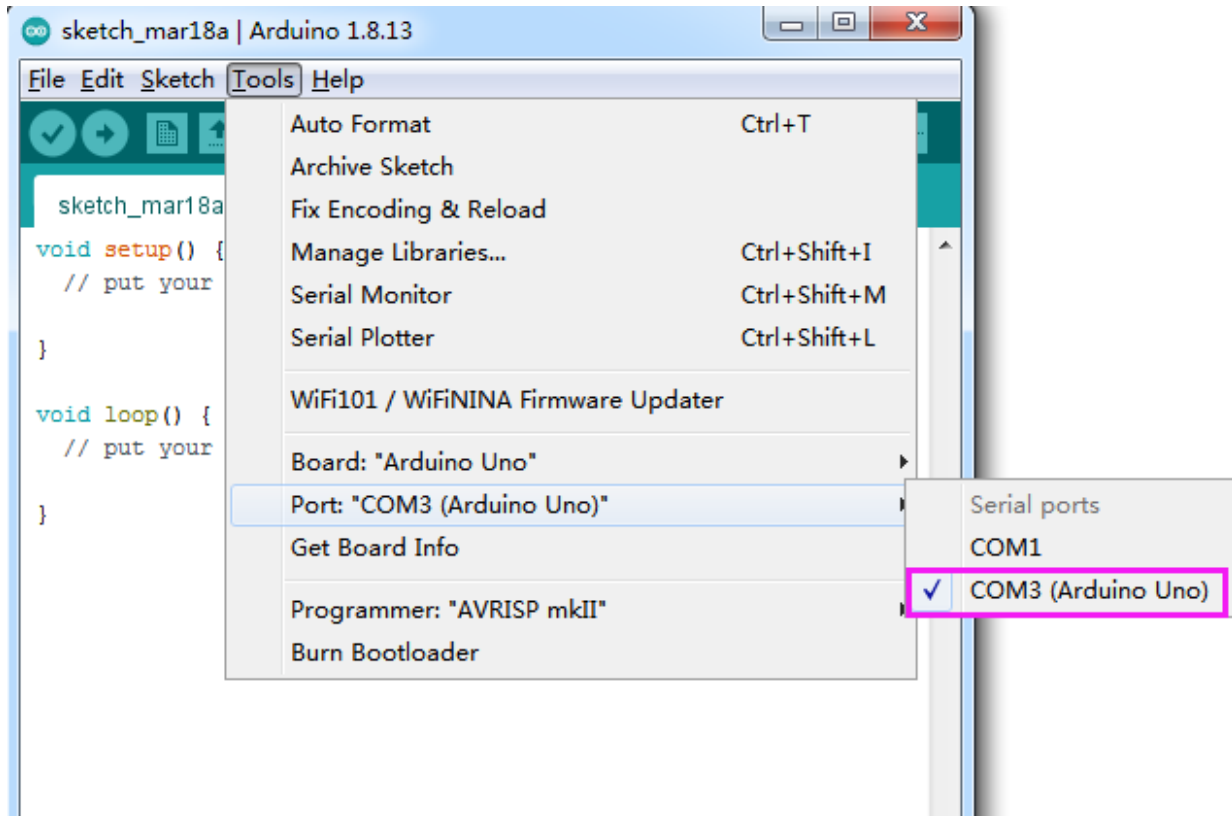 sketch_mar18a | Arduino 1.8.13
File Edit Sketch Tools Help
sketch_mar18a
void setup() {
// put your
}
void loop() {
// put your
}
Auto Format Ctrl+T
Archive Sketch
Fix Encoding & Reload
Manage Libraries... Ctrl+Shift+I
Serial Monitor Ctrl+Shift+M
Serial Plotter Ctrl+Shift+L
WiFi101 / WiFiNINA Firmware Updater
Board: "Arduino Uno"
Port: "COM3 (Arduino Uno)"
Get Board Info
Programmer: "AVRISP mkII"
Burn Bootloader
Serial ports
COM1
COM3 (Arduino Uno)